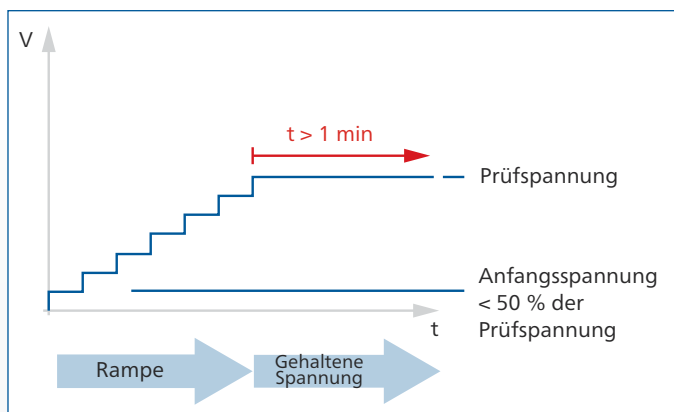 V
t > 1 min
Prüfspannung
Anfangsspannung
< 50 % der
Prüfspannung
t
Rampe
Gehaltene
Spannung